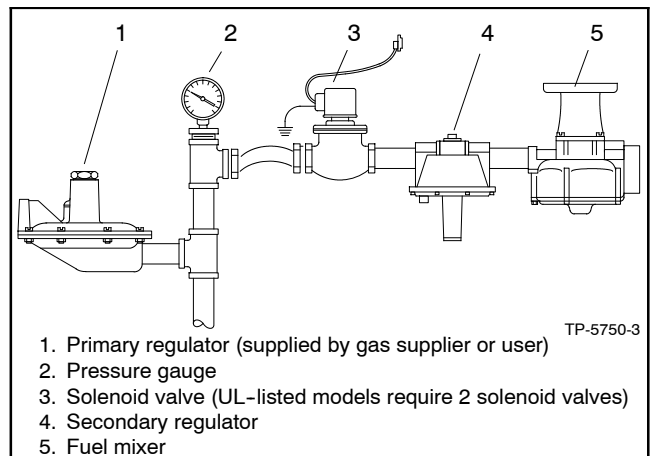 1 2 3 4 5
TP-5750-3
1. Primary regulator (supplied by gas supplier or user)
2. Pressure gauge
3. Solenoid valve (UL-listed models require 2 solenoid valves)
4. Secondary regulator
5. Fuel mixer